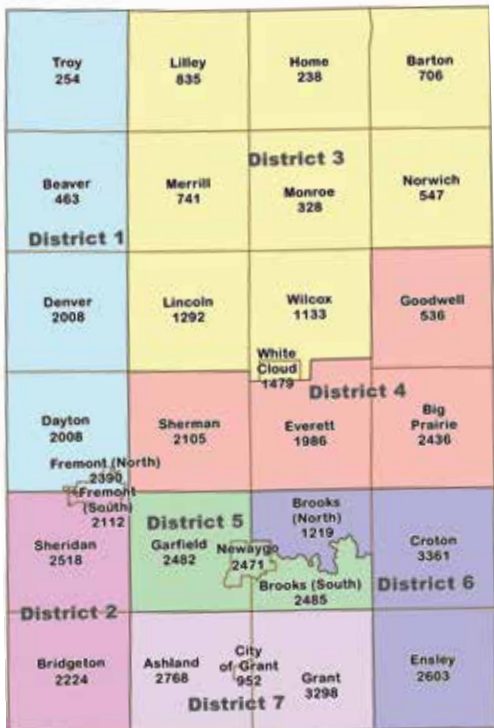 Troy
254
Lilley
835
Home
238
Barton
706
District 3
Beaver
463
Merrill
741
Monroe
328
Norwich
547
District 1
Denver
2008
Lincoln
1292
Wilcox
1133
Goodwell
536
White
Cloud
1479
District 4
Dayton
2008
Sherman
2105
Everett
1986
Big
Prairie
2436
Fremont (North)
2390
Fremont
(South)
2112
District 5
Brooks
(North)
1219
Sheridan
2518
Garfield
2482
Newaygo
2471
Croton
3361
Brooks (South)
2485
District 6
District 2
Bridgeton
2224
Ashland
2768
City
of Grant
952
Grant
3298
Ensley
2603
District 7